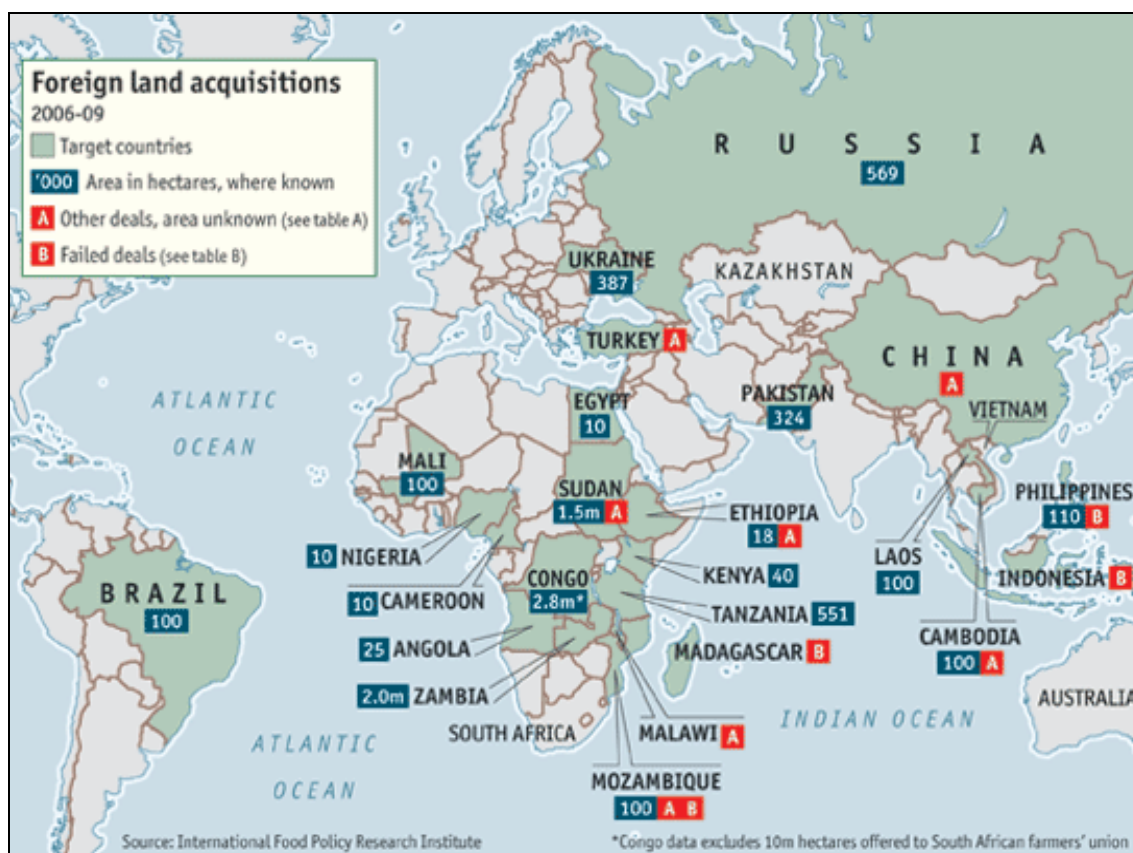 Foreign land acquisitions
2006-09
Target countries
'000 Area in hectares, where known
A Other deals, area unknown (see table A)
B Failed deals (see table B)
RUSSIA
569
UKRAINE
387
KAZAKHSTAN
TURKEY A
CHINA
A
ATLANTIC
OCEAN
EGYPT
10
PAKISTAN
324
VIETNAM
MALI
100
SUDAN
1.5m A
ETHIOPIA
18 A
PHILIPPINES
110 B
10 NIGERIA
LAOS
100
INDONESIA B
BRAZIL
100
10 CAMEROON
CONGO
2.8m*
KENYA 40
TANZANIA 551
25 ANGOLA
MADAGASCAR B
CAMBODIA
100 A
2.0m ZAMBIA
AUSTRALIA
SOUTH AFRICA
MALAWI A
INDIAN OCEAN
ATLANTIC
OCEAN
MOZAMBIQUE
100 A B
Source: International Food Policy Research Institute
*Congo data excludes 10m hectares offered to South African farmers' union